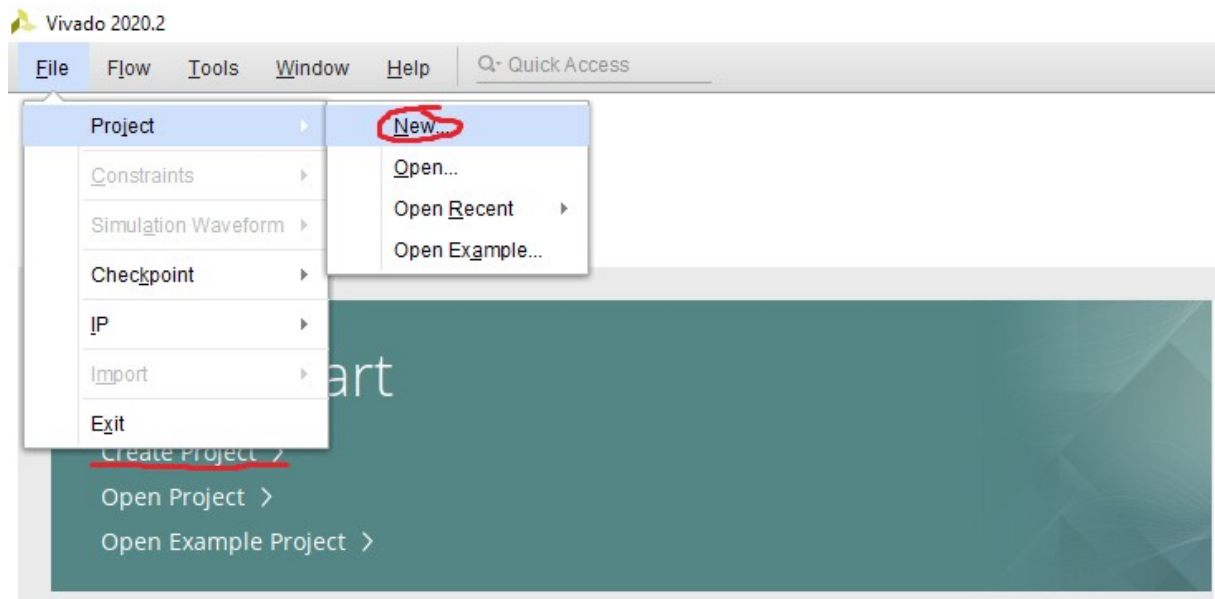 Vivado 2020.2
File Flow Tools Window Help Quick Access
Project
Constraints
Simulation Waveform
Checkpoint
IP
Import
Exit
New...
Open...
Open Recent
Open Example...
art
Create Project >
Open Project >
Open Example Project >